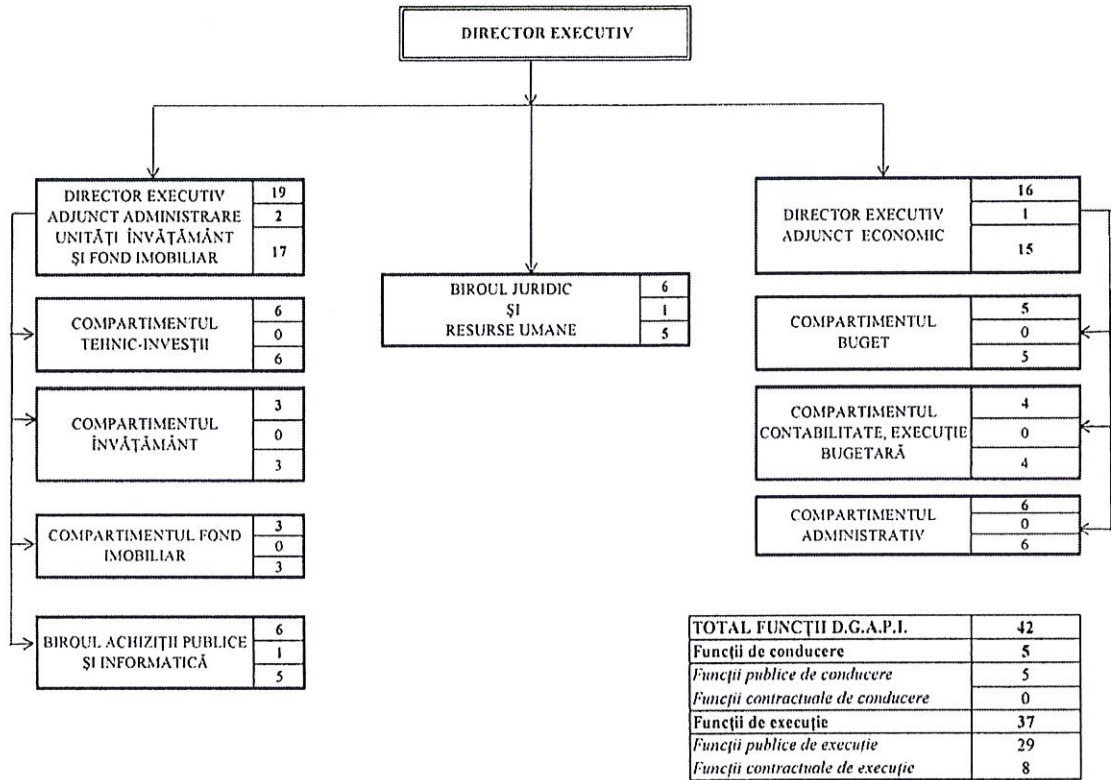 DIRECTOR EXECUTIV
DIRECTOR EXECUTIV
ADJUNCT ADMINISTRARE
UNITĂȚI ÎNVĂȚĂMÂNT
ȘI FOND IMOBILIAR
19
2
17
COMPARTIMENTUL
TEHNIC-INVESȚII
6
0
6
COMPARTIMENTUL
ÎNVĂȚĂMÂNT
3
0
3
COMPARTIMENTUL FOND
IMOBILIAR
3
0
3
BIROUL ACHIZIȚII PUBLICE
ȘI INFORMATICĂ
6
1
5
BIROUL JURIDIC
ȘI
RESURSE UMANE
6
1
5
DIRECTOR EXECUTIV
ADJUNCT ECONOMIC
16
1
15
COMPARTIMENTUL
BUGET
5
0
5
COMPARTIMENTUL
CONTABILITATE, EXECUȚIE
BUGETARĂ
4
0
4
COMPARTIMENTUL
ADMINISTRATIV
6
0
6
TOTAL FUNCȚII D.G.A.P.I. 42
Funcții de conducere 5
Funcții publice de conducere 5
Funcții contractuale de conducere 0
Funcții de execuție 37
Funcții publice de execuție 29
Funcții contractuale de execuție 8